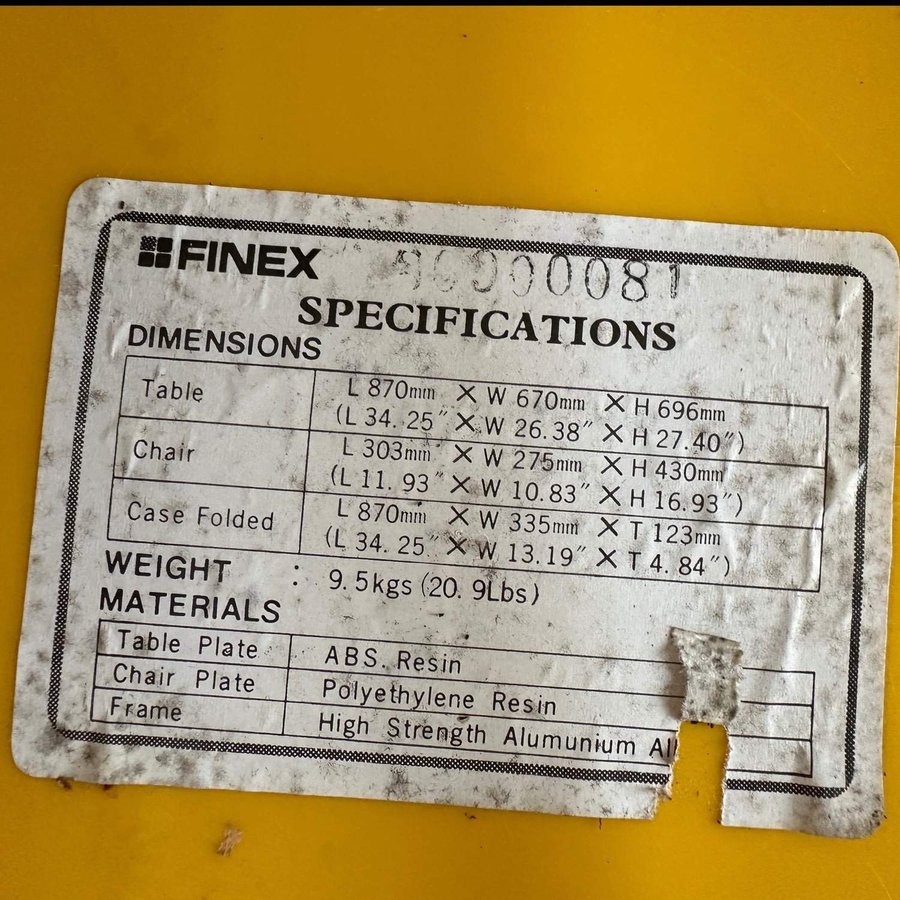 FINEX
SPECIFICATIONS
DIMENSIONS
Table L 870mm × W 670mm × H 696mm
(L 34.25″ × W 26.38″ × H 27.40″)
Chair L 303mm × W 275mm × H 430mm
(L 11.93″ × W 10.83″ × H 16.93″)
Case Folded L 870mm × W 335mm × T 123mm
(L 34.25″ × W 13.19″ × T 4.84″)
WEIGHT : 9.5kgs (20.9Lbs)
MATERIALS
Table Plate ABS. Resin
Chair Plate Polyethylene Resin
Frame High Strength Alumunium